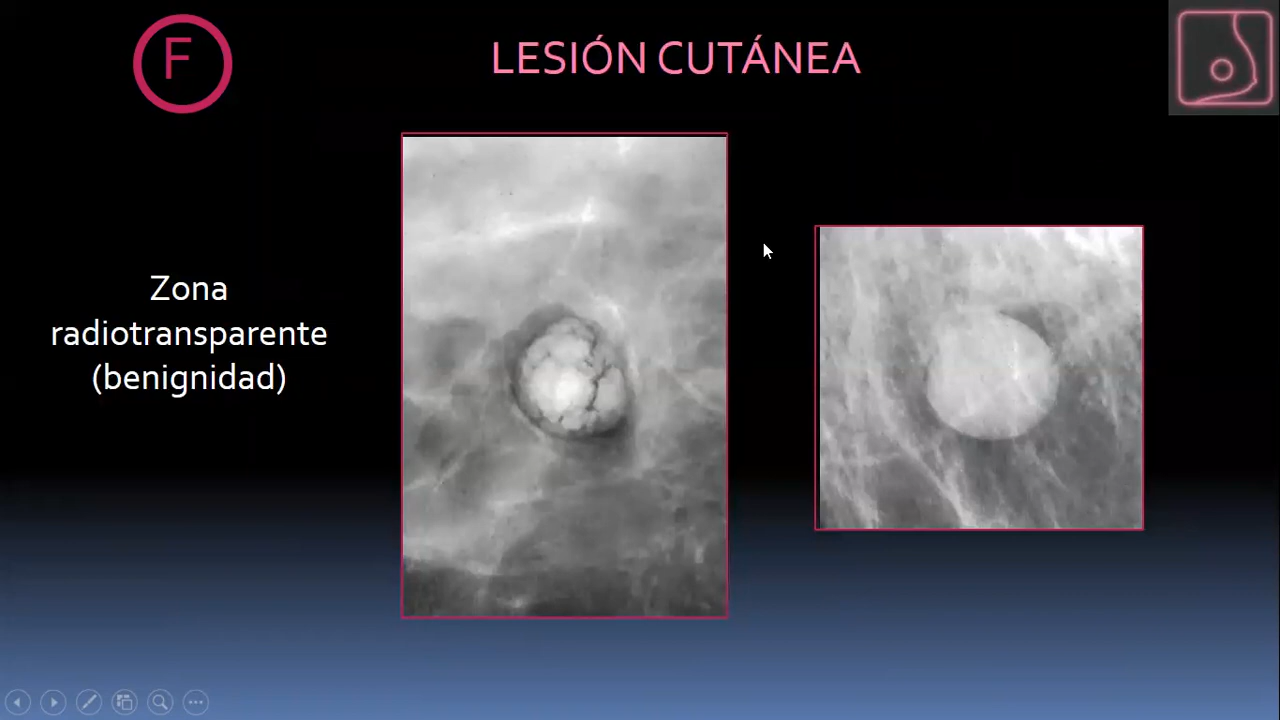 F
LESIÓN CUTÁNEA
Zona
radiotransparente
(benignidad)